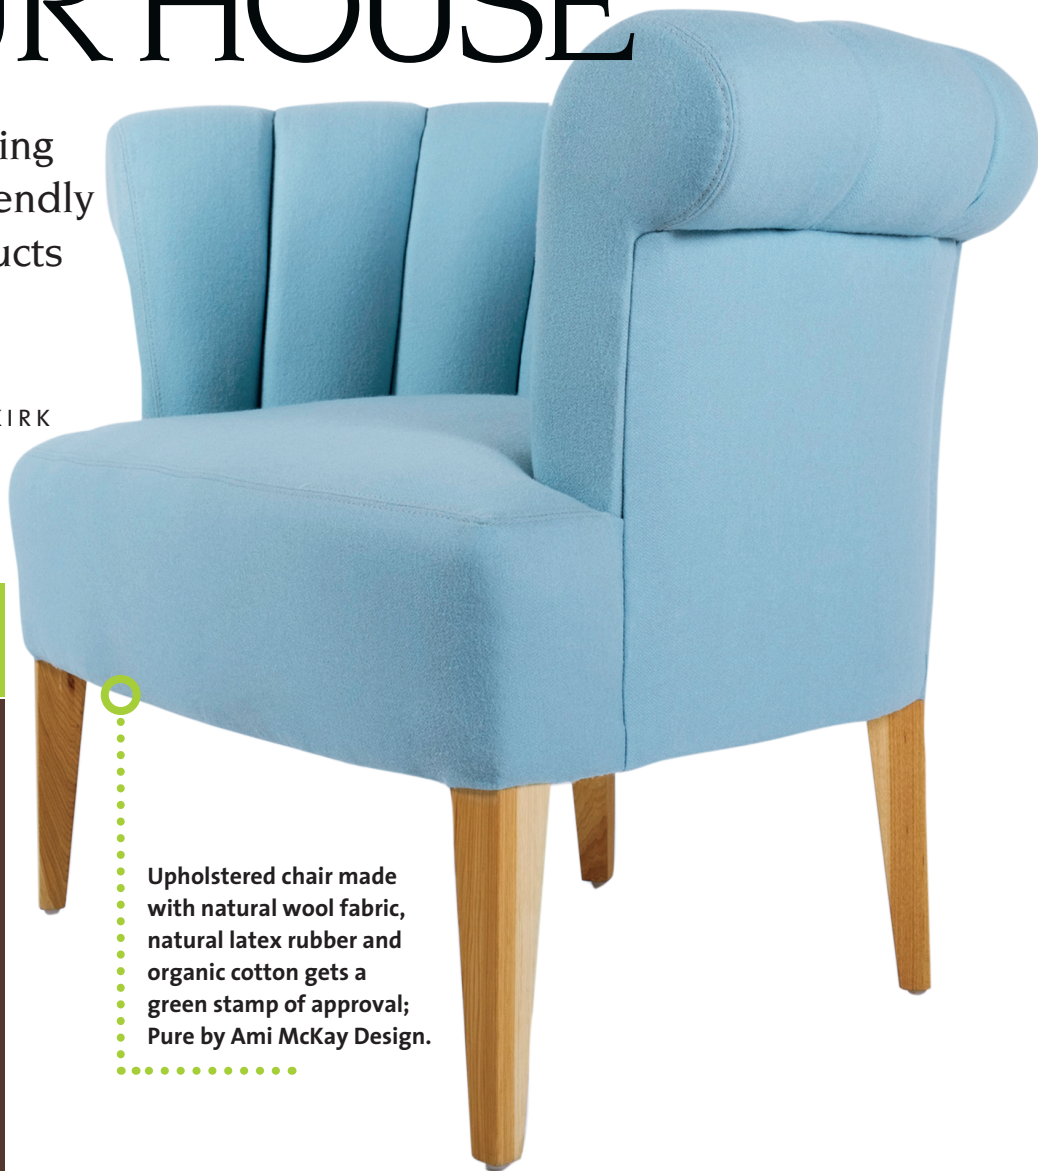 UR HOUSE
ing
endly
ucts
KIRK
Upholstered chair made
with natural wool fabric,
natural latex rubber and
organic cotton gets a
green stamp of approval;
Pure by Ami McKay Design.